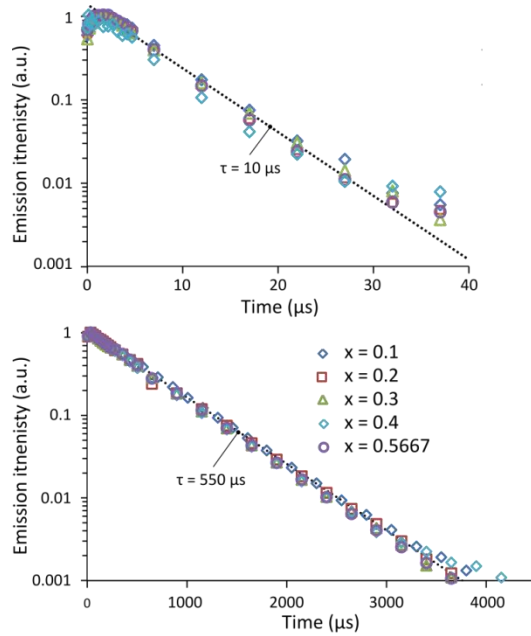 Emission itnenisty (a.u.)
1
0.1
0.01
0.001
τ = 10 µs
0
10
20
30
40
Time (µs)
Emission itnenisty (a.u.)
1
0.1
0.01
0.001
x = 0.1
x = 0.2
x = 0.3
x = 0.4
x = 0.5667
τ = 550 µs
0
1000
2000
3000
4000
Time (µs)